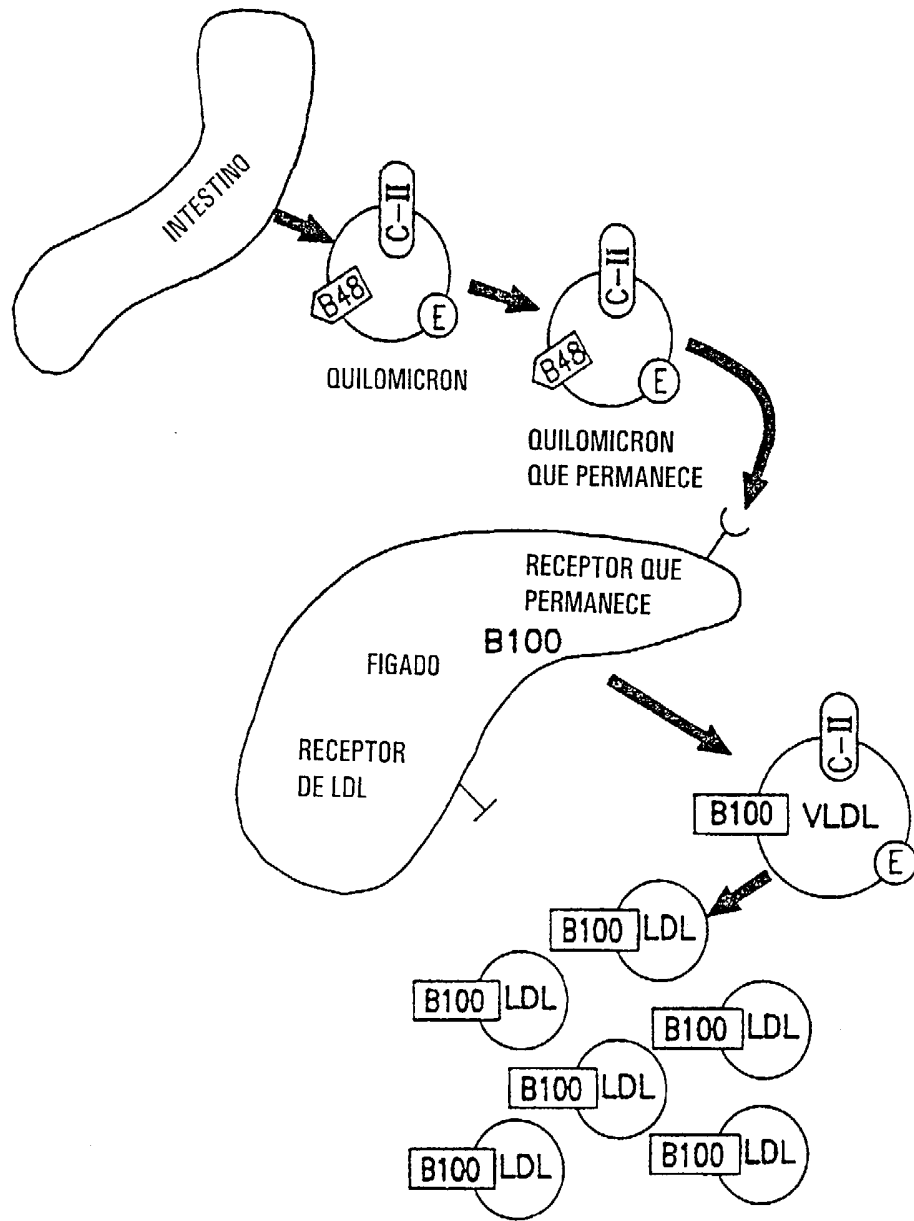 INTESTINO
C-II
B48
E
QUILOMICRON
C-II
B48
E
QUILOMICRON
QUE PERMANECE
RECEPTOR QUE
PERMANECE
B100
FIGADO
RECEPTOR
DE LDL
C-II
B100 VLDL
E
B100 LDL
B100 LDL
B100 LDL
B100 LDL
B100 LDL
B100 LDL